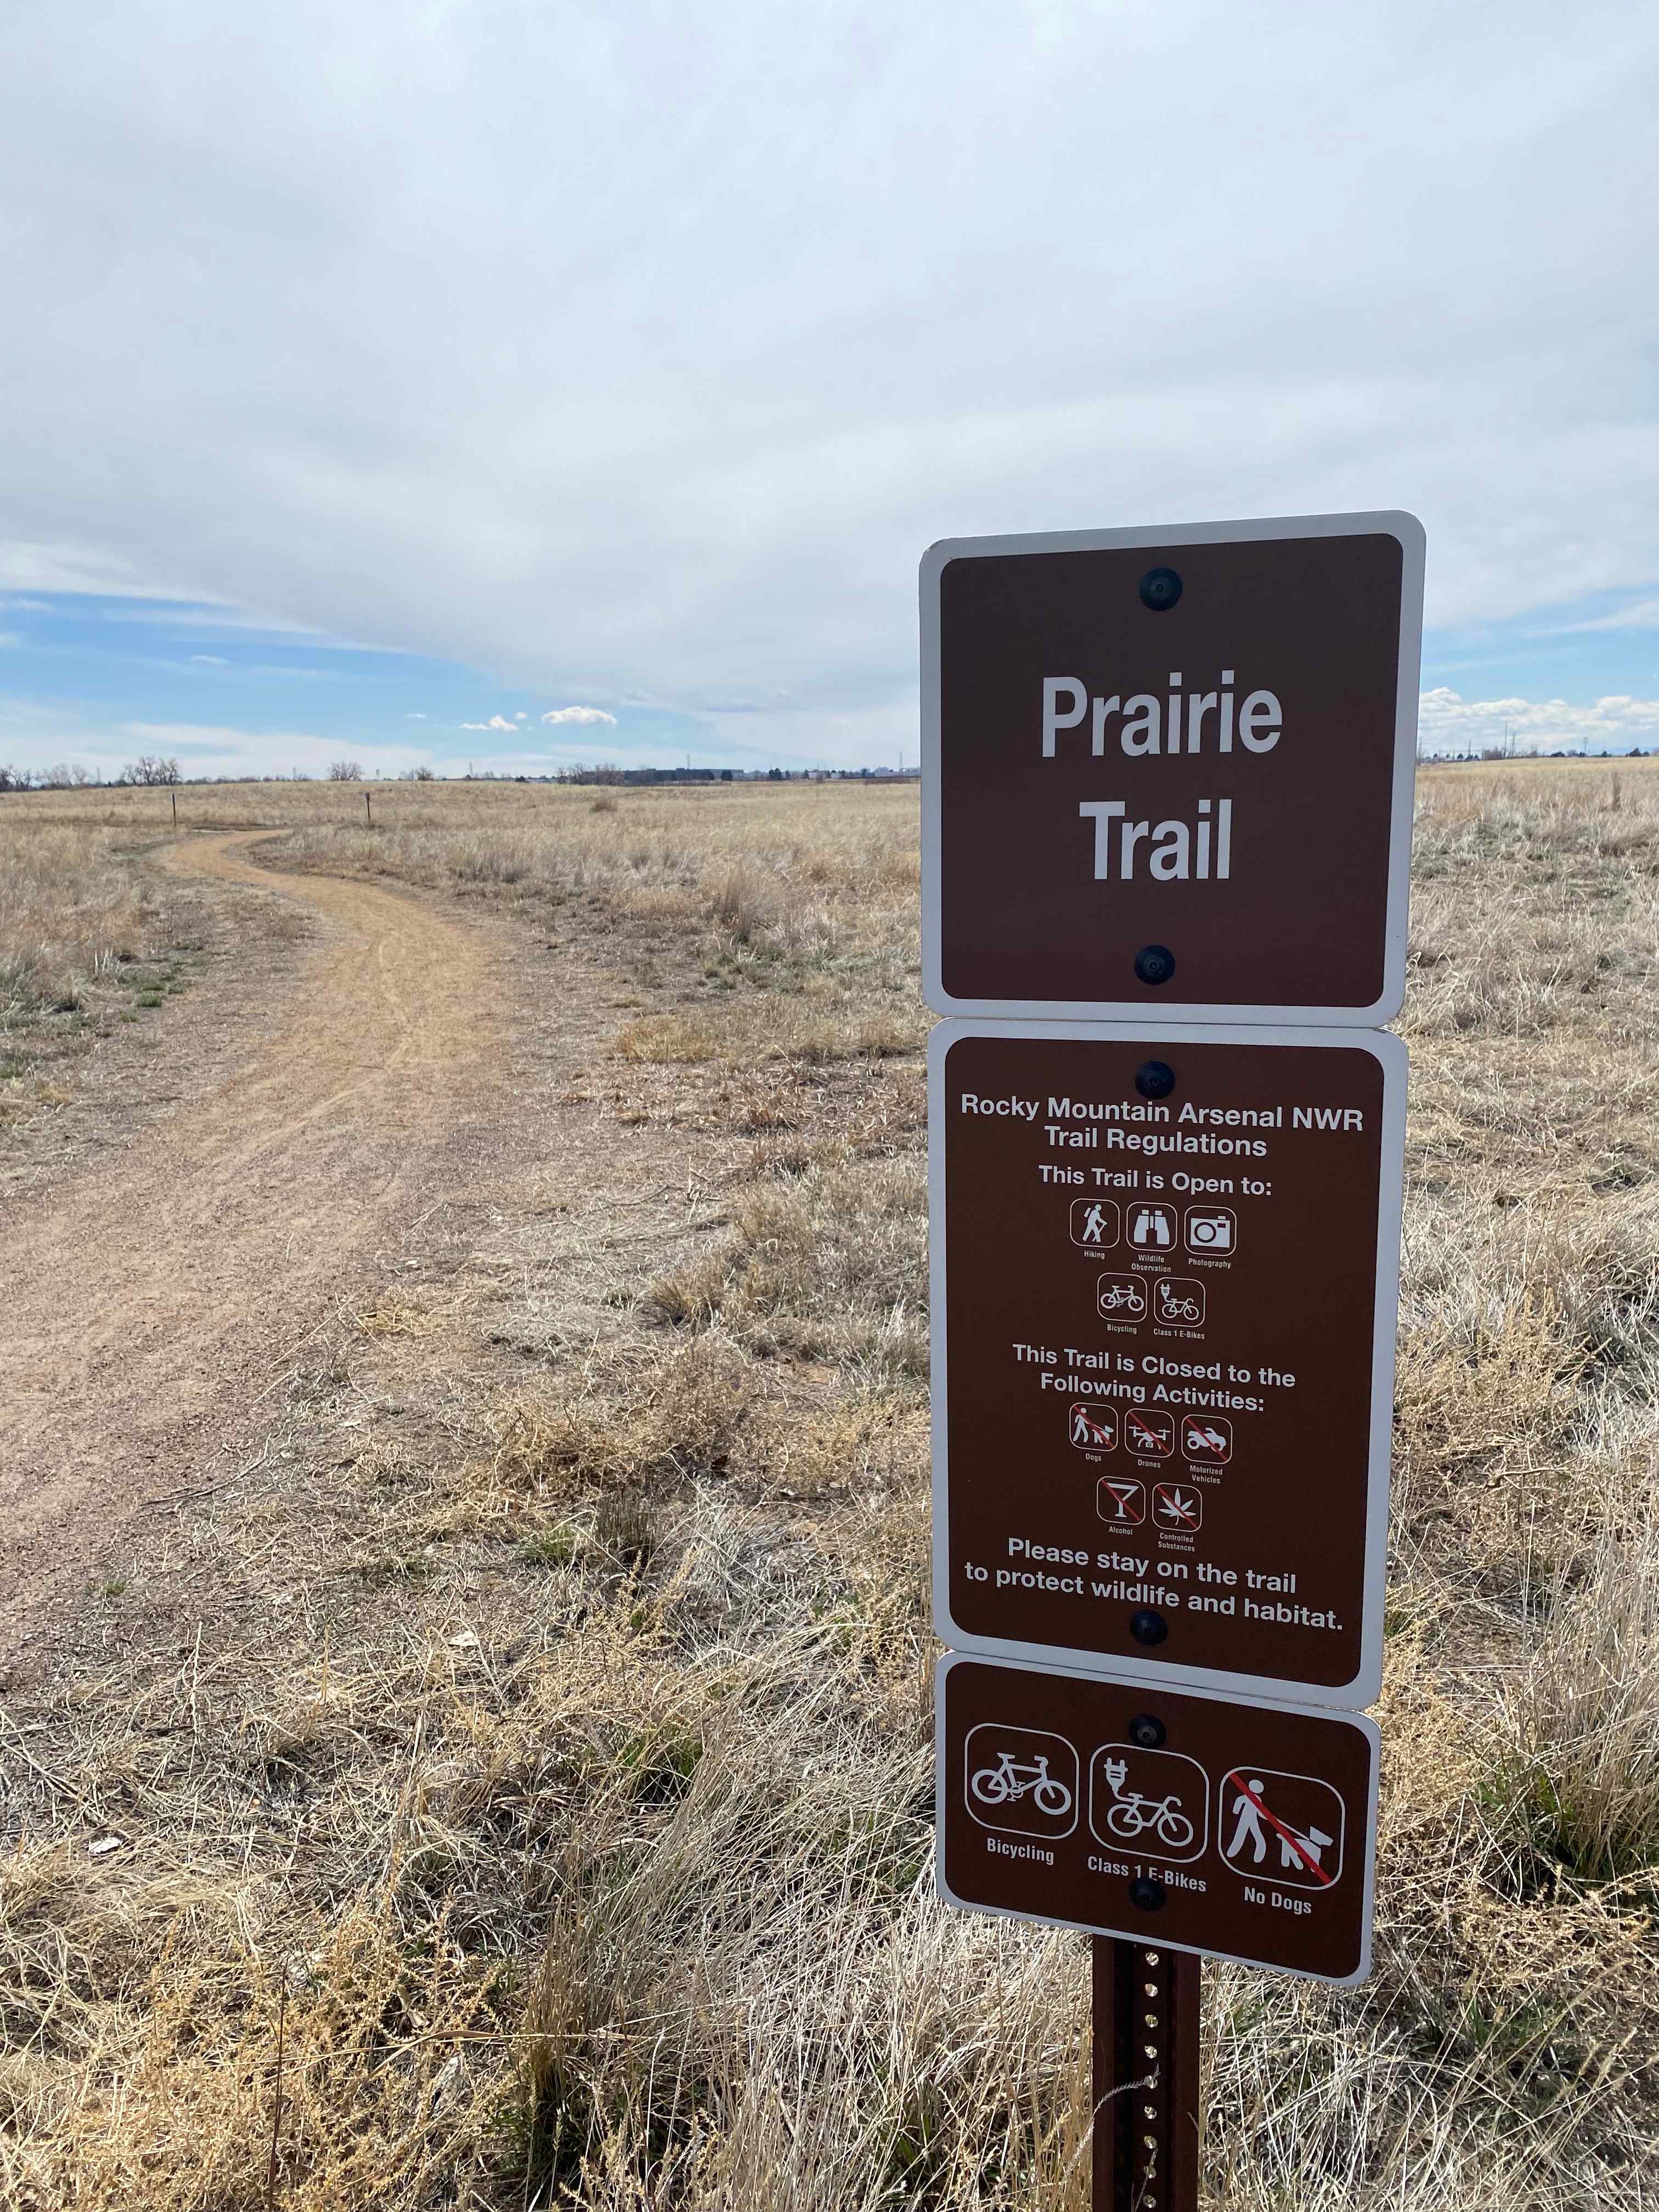 Prairie
Trail
Rocky Mountain Arsenal NWR
Trail Regulations
This Trail is Open to:
Hiking
Wildlife
Observation
Photography
Bicycling
Class 1 E-Bikes
This Trail is Closed to the
Following Activities:
Dogs
Drones
Motorized
Vehicles
Alcohol
Controlled
Substances
Please stay on the trail
to protect wildlife and habitat.
Bicycling
Class 1 E-Bikes
No Dogs